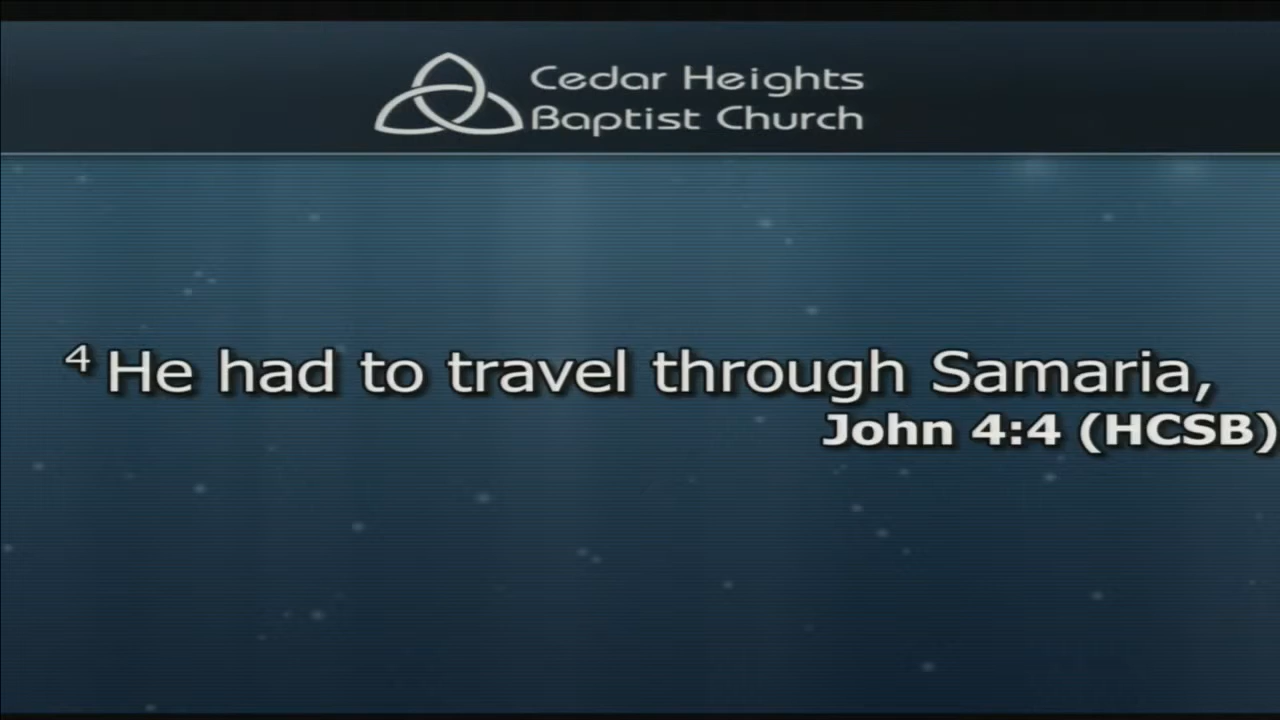 Cedar Heights
Baptist Church
4 He had to travel through Samaria,
John 4:4 (HCSB)